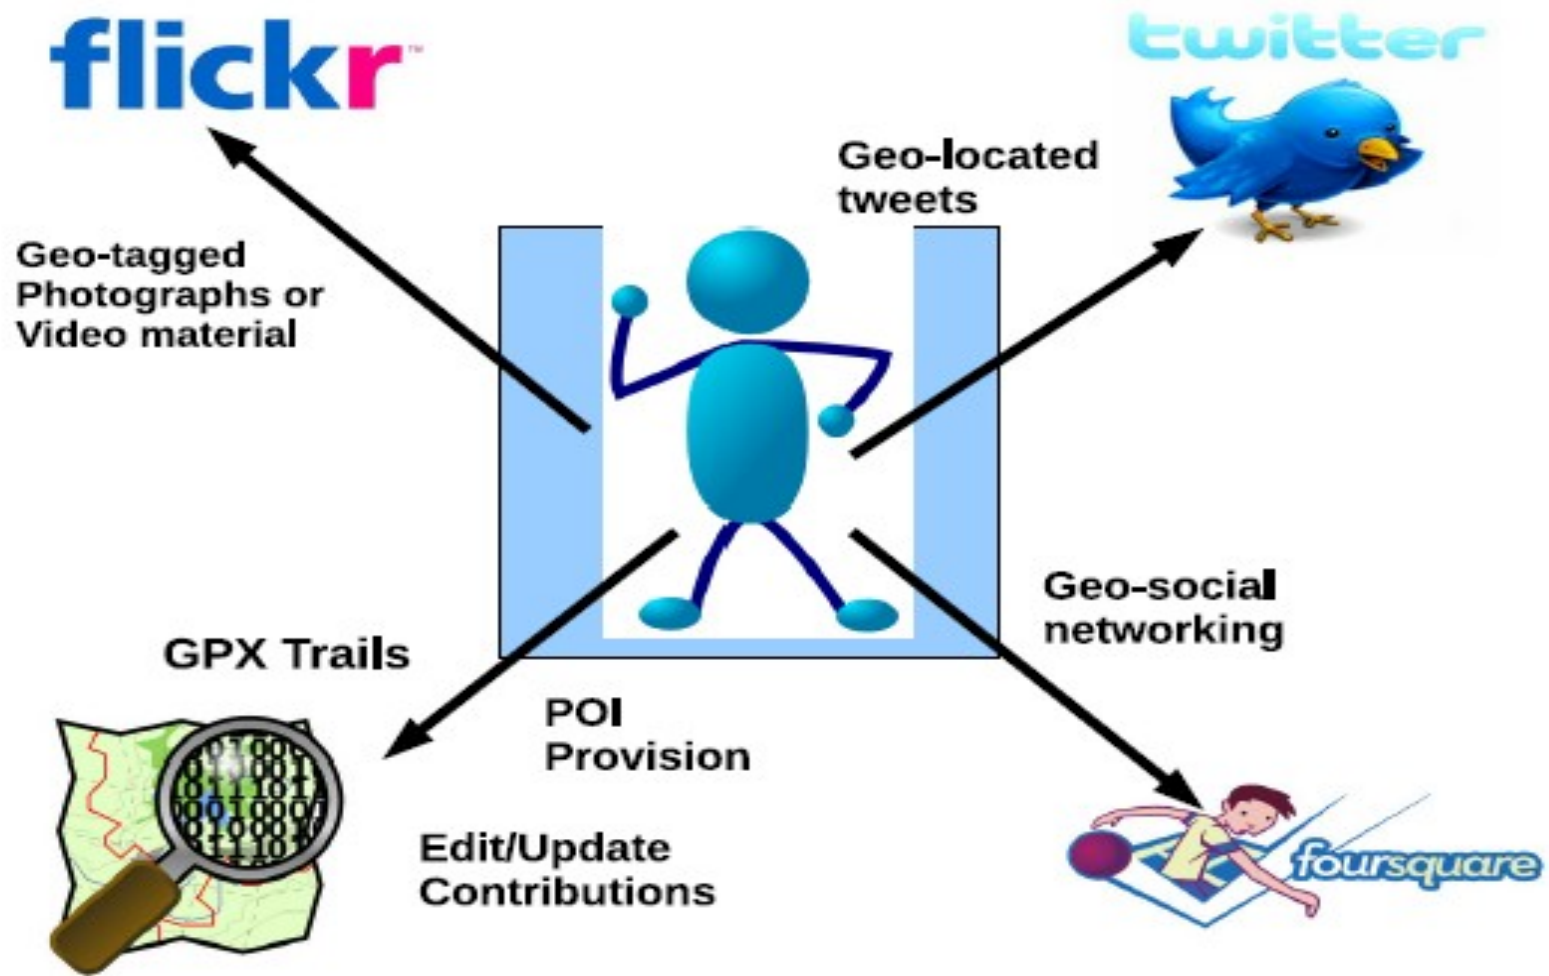 flickr™
twitter
Geo-located
tweets
Geo-tagged
Photographs or
Video material
Geo-social
networking
GPX Trails
POI
Provision
Edit/Update
Contributions
foursquare